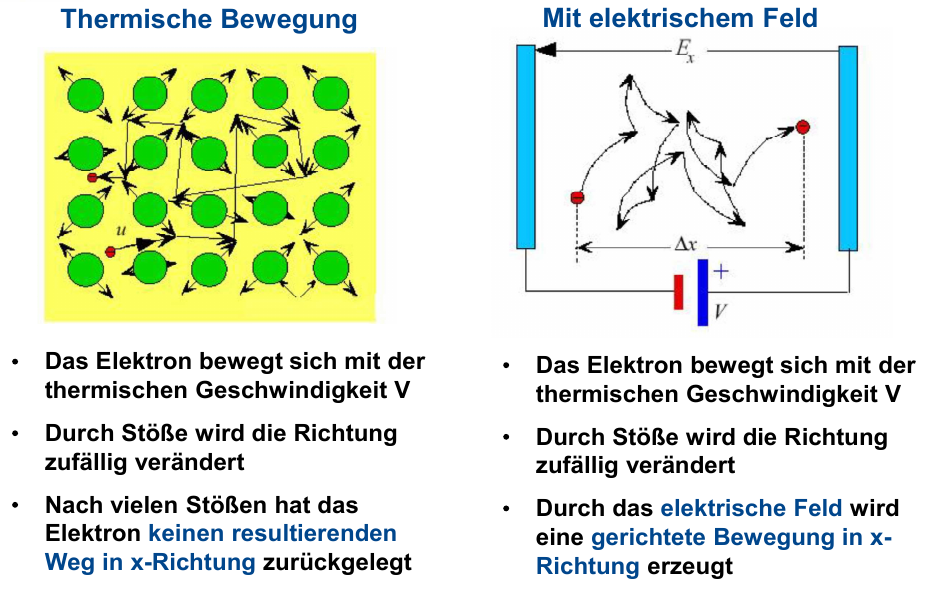 Thermische Bewegung
u
• Das Elektron bewegt sich mit der
thermischen Geschwindigkeit V
• Durch Stöße wird die Richtung
zufällig verändert
• Nach vielen Stößen hat das
Elektron keinen resultierenden
Weg in x-Richtung zurückgelegt
Mit elektrischem Feld
Ex
Δx
+
V
• Das Elektron bewegt sich mit der
thermischen Geschwindigkeit V
• Durch Stöße wird die Richtung
zufällig verändert
• Durch das elektrische Feld wird
eine gerichtete Bewegung in x-
Richtung erzeugt